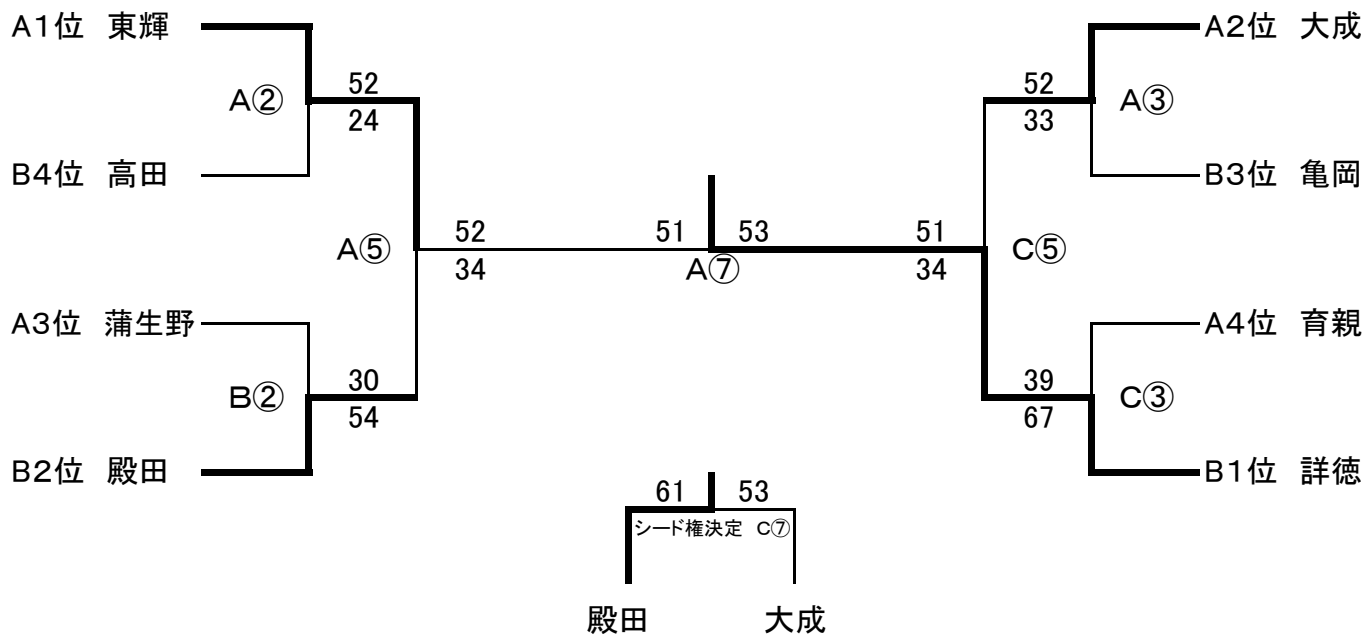 A1位 東輝
A2位 大成
52
52
A②
A③
24
33
B4位 高田
B3位 亀岡
52
51
53
51
A⑤
C⑤
34
A⑦
34
A3位 蒲生野
A4位 育親
30
39
B②
C③
54
67
B2位 殿田
B1位 詳徳
61
53
シード権決定 C⑦
殿田
大成